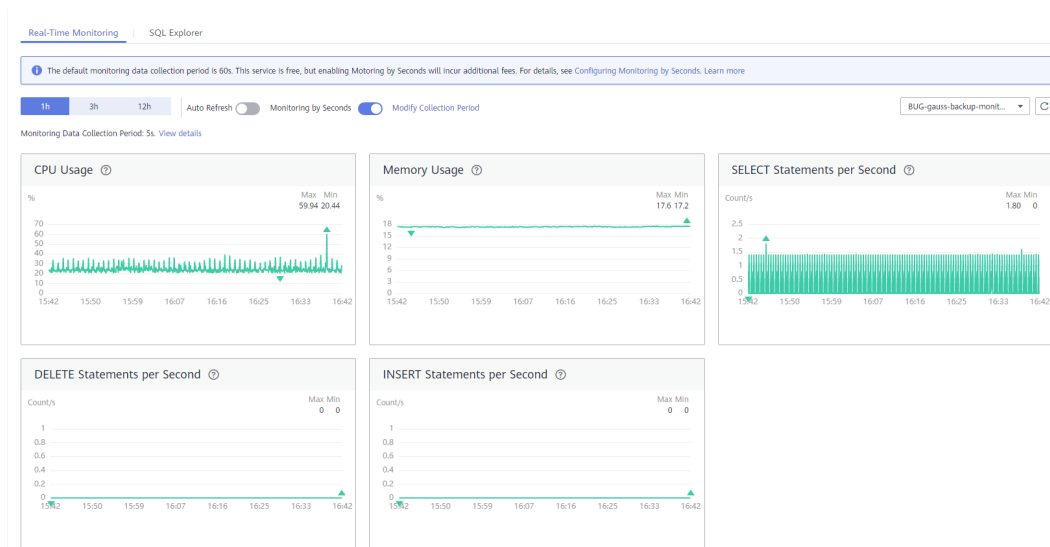 Real-Time Monitoring SQL Explorer
The default monitoring data collection period is 60s. This service is free, but enabling Motoring by Seconds will incur additional fees. For details, see Configuring Monitoring by Seconds. Learn more
1h 3h 12h Auto Refresh Monitoring by Seconds Modify Collection Period BUG-gauss-backup-monit...
Monitoring Data Collection Period: 5s. View details
CPU Usage
%
Max Min
59.94 20.44
70
60
50
40
30
20
10
0
15:42 15:50 15:59 16:07 16:16 16:25 16:33 16:42
Memory Usage
%
Max Min
17.6 17.2
18
15
12
9
6
3
0
15:42 15:50 15:59 16:07 16:16 16:25 16:33 16:42
SELECT Statements per Second
Count/s
Max Min
1.80 0
2.5
2
1.5
1
0.5
0
15:42 15:50 15:59 16:07 16:16 16:25 16:33 16:42
DELETE Statements per Second
Count/s
Max Min
0 0
1
0.8
0.6
0.4
0.2
0
15:42 15:50 15:59 16:07 16:16 16:25 16:33 16:42
INSERT Statements per Second
Count/s
Max Min
0 0
1
0.8
0.6
0.4
0.2
0
15:42 15:50 15:59 16:07 16:16 16:25 16:33 16:42